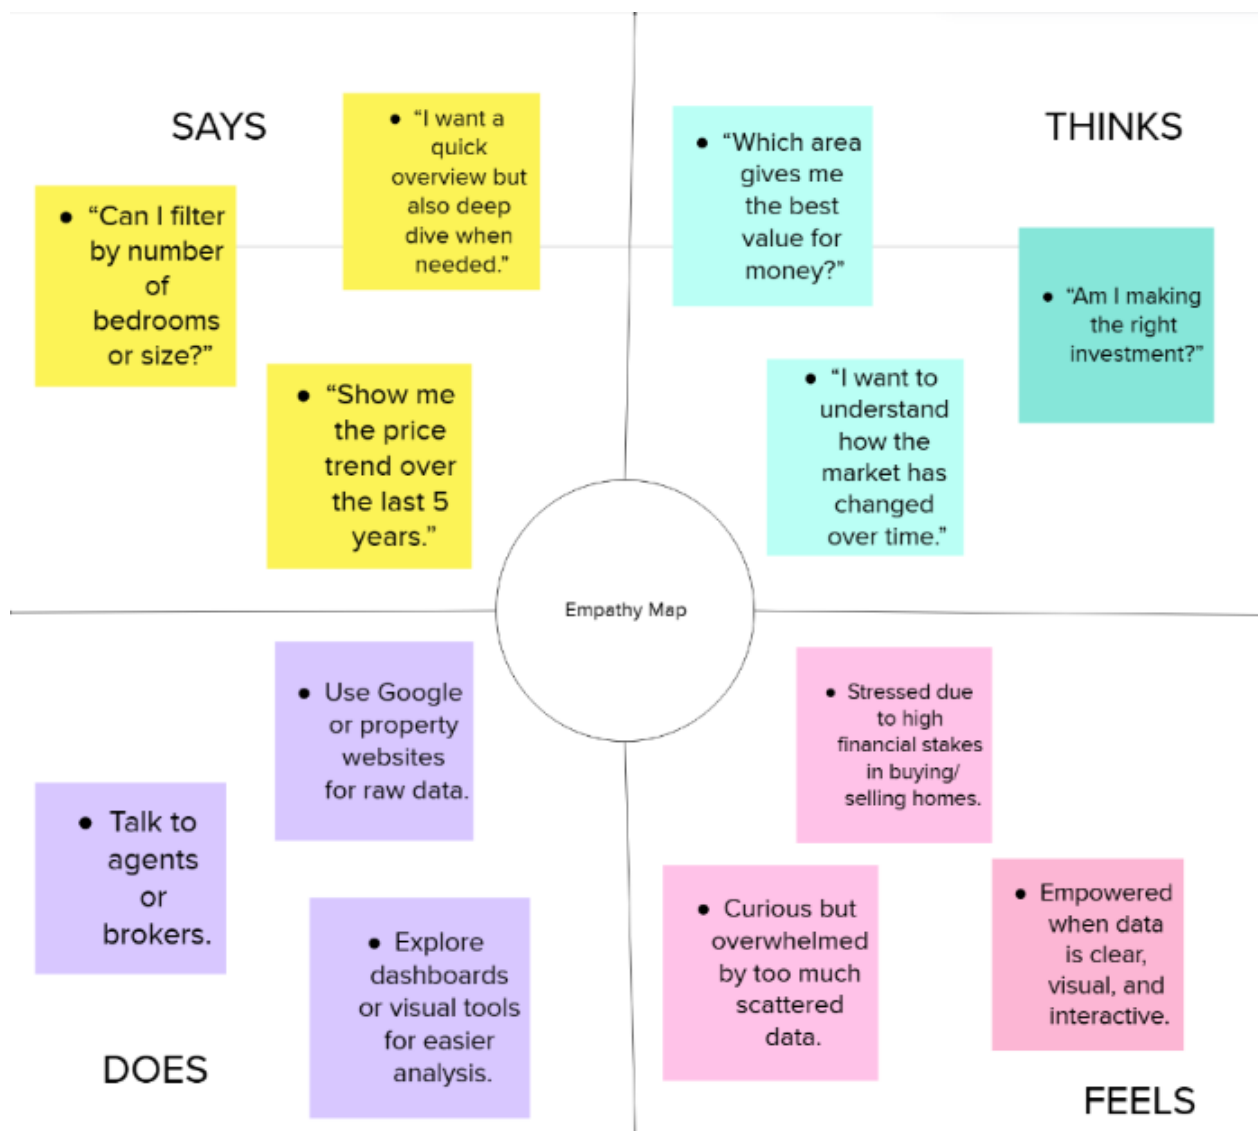 SAYS
● “I want a
quick
overview but
also deep
dive when
needed.”
● “Can I filter
by number
of
bedrooms
or size?”
● “Show me
the price
trend over
the last 5
years.”
THINKS
● “Which area
gives me
the best
value for
money?”
● “Am I making
the right
investment?”
● “I want to
understand
how the
market has
changed
over time.”
Empathy Map
● Use Google
or property
websites
for raw data.
● Talk to
agents
or
brokers.
● Explore
dashboards
or visual tools
for easier
analysis.
DOES
● Stressed due
to high
financial stakes
in buying/
selling homes.
● Curious but
overwhelmed
by too much
scattered
data.
● Empowered
when data
is clear,
visual, and
interactive.
FEELS